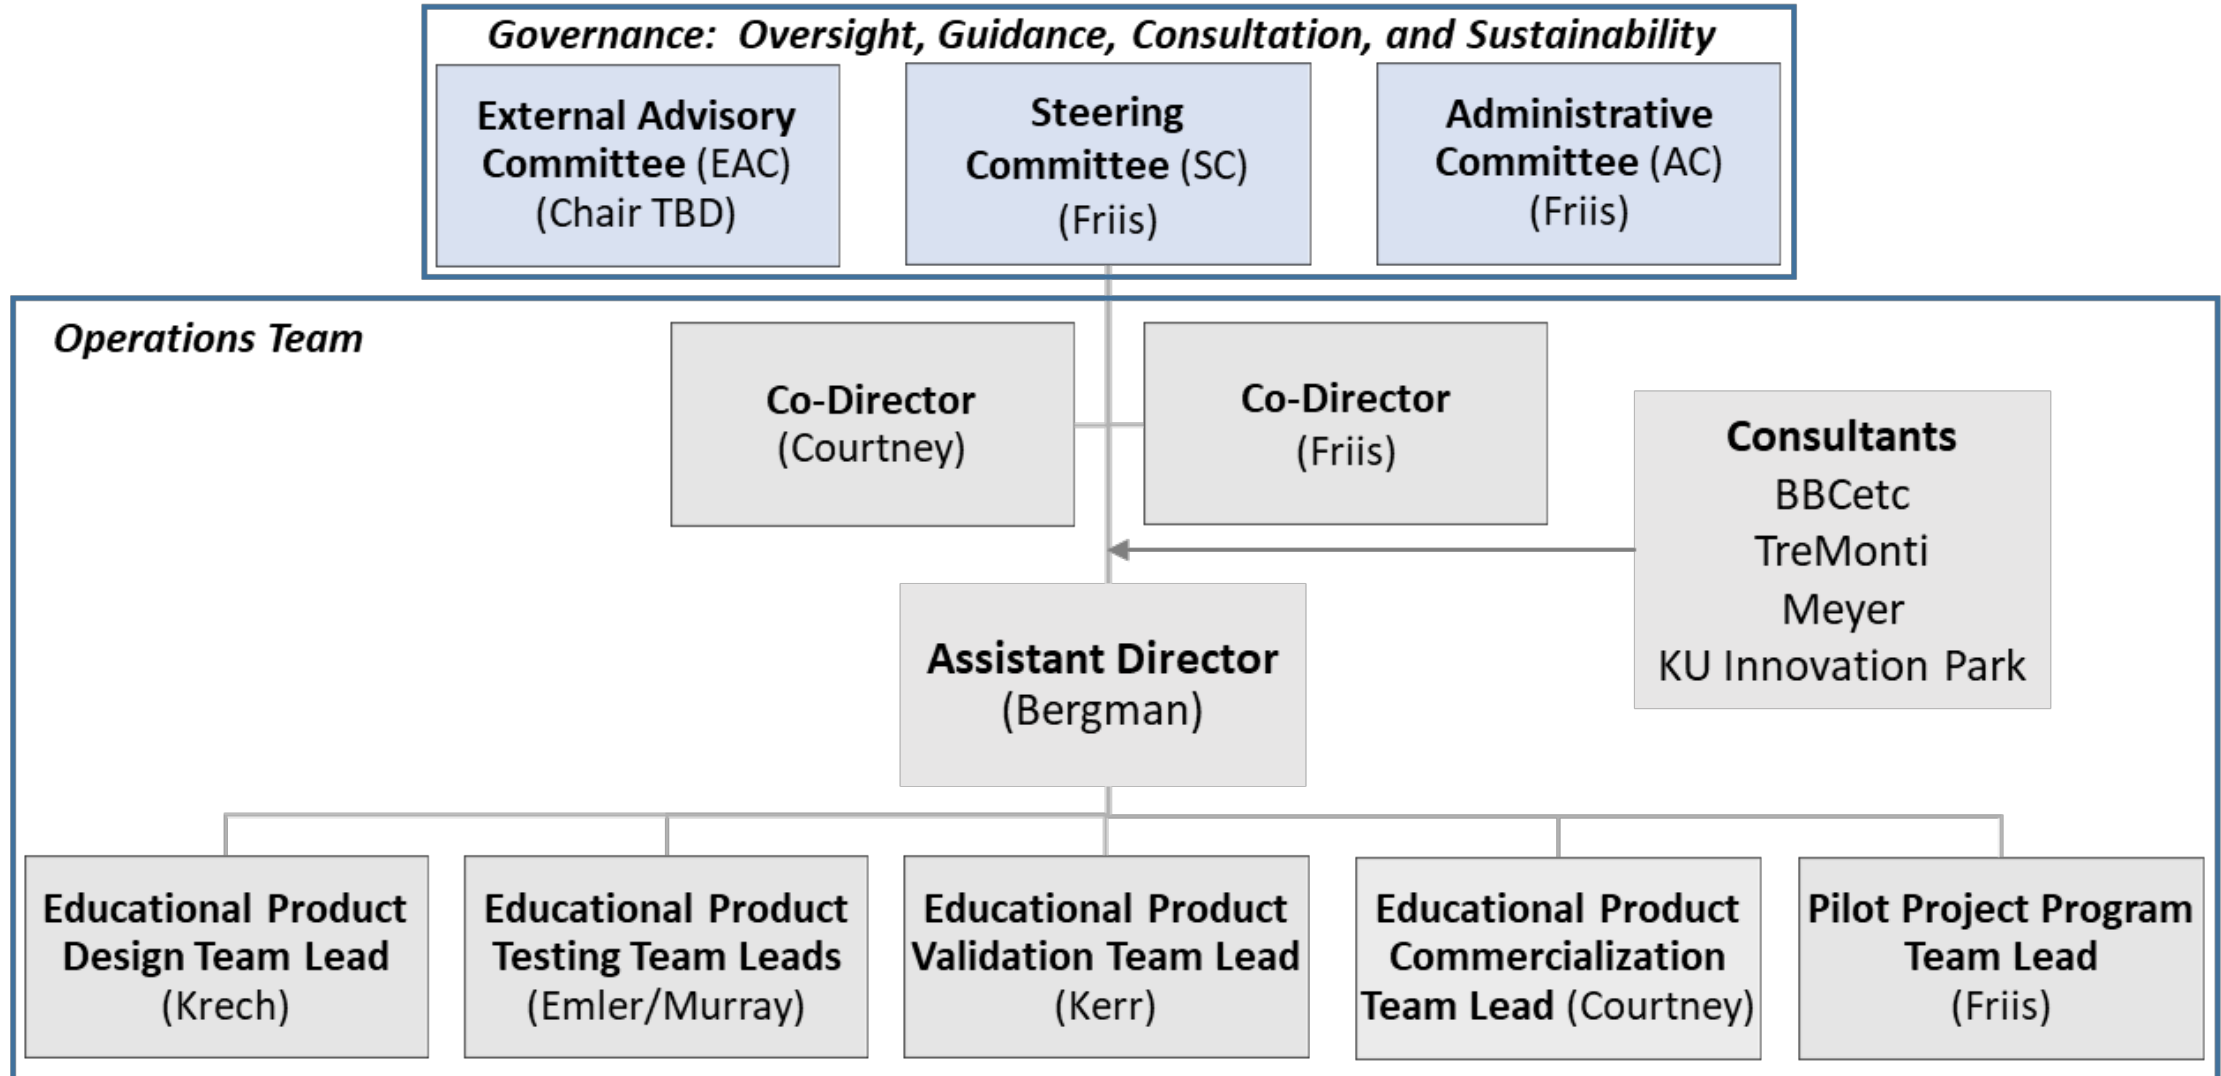 Governance:  Oversight, Guidance, Consultation, and Sustainability
External Advisory
Committee (EAC)
(Chair TBD)
Steering
Committee (SC)
(Friis)
Administrative
Committee (AC)
(Friis)
Operations Team
Co-Director
(Courtney)
Co-Director
(Friis)
Consultants
BBCetc
TreMonti
Meyer
KU Innovation Park
Assistant Director
(Bergman)
Educational Product
Design Team Lead
(Krech)
Educational Product
Testing Team Leads
(Emler/Murray)
Educational Product
Validation Team Lead
(Kerr)
Educational Product
Commercialization
Team Lead (Courtney)
Pilot Project Program
Team Lead
(Friis)